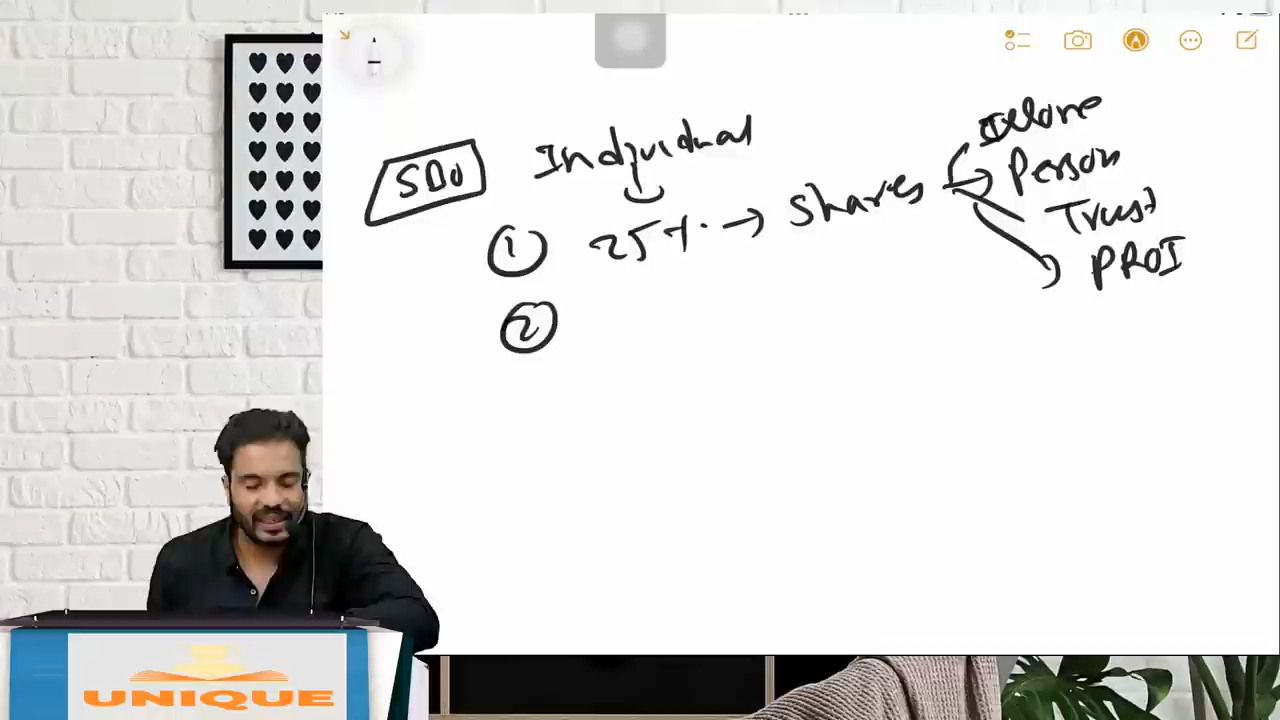 SBO Individual
① 25% → Shares
Alone
Person
Trust
PROI
②
UNIQUE